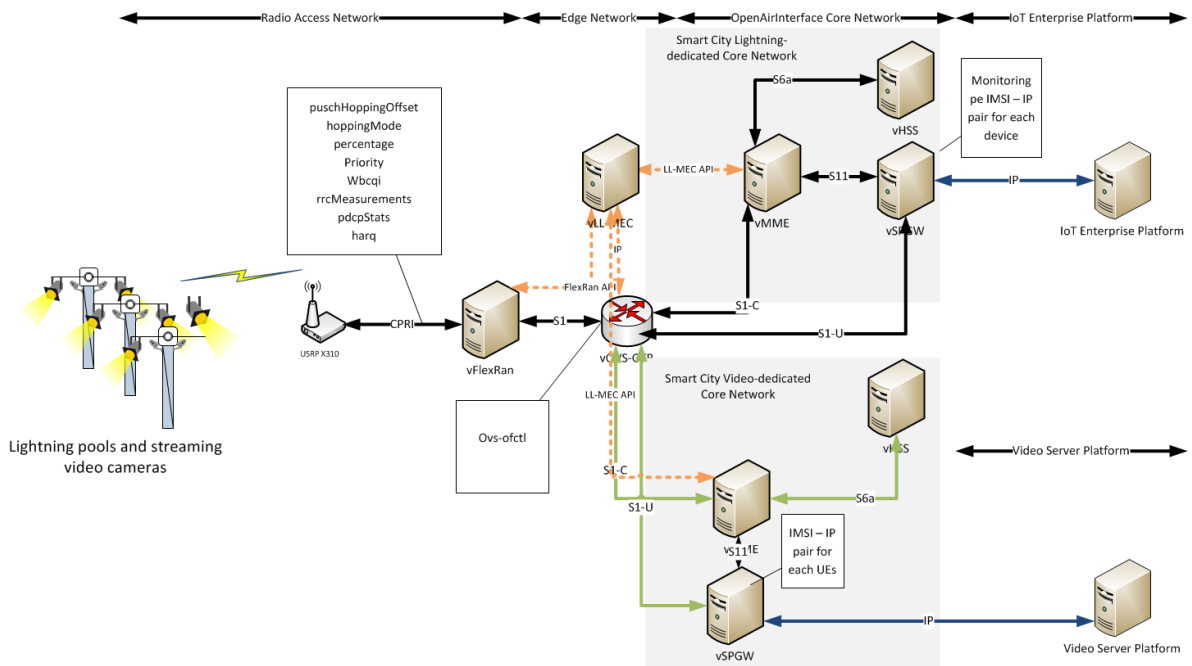 Radio Access Network
Edge Network
OpenAirInterface Core Network
IoT Enterprise Platform
Smart City Lightning-
dedicated Core Network
S6a
vHSS
Monitoring
pe IMSI – IP
pair for each
device
puschHoppingOffset
hoppingMode
percentage
Priority
Wbcqi
rrcMeasurements
pdcpStats
harq
LL-MEC API
S11
IP
vMME
IoT Enterprise Platform
IP
FlexRan API
S1-C
S1-U
CPRI
S1
USRP X310
vFlexRan
Smart City Video-dedicated
Core Network
LL-MEC API
Ovs-ofctl
Lightning pools and streaming
video cameras
Video Server Platform
S1-C
S6a
S1-U
S11
IMSI – IP
pair for
each UEs
IP
vSPGW
Video Server Platform